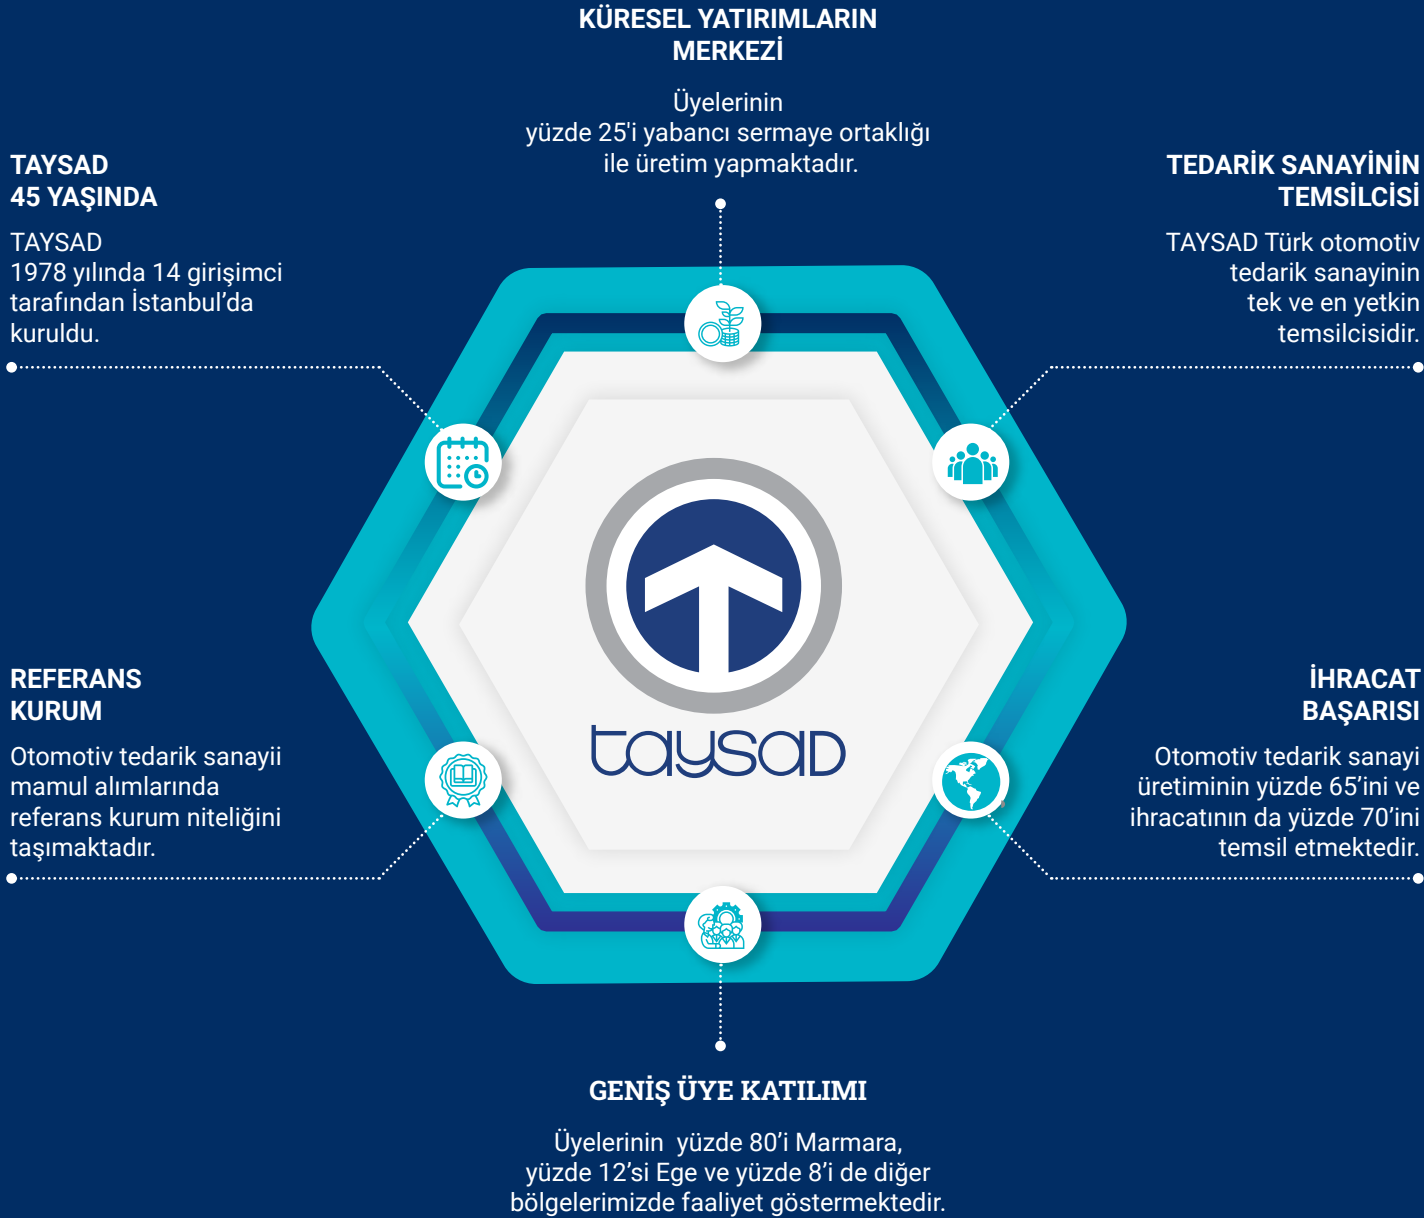 KÜRESEL YATIRIMLARIN
MERKEZİ
Üyelerinin
yüzde 25'i yabancı sermaye ortaklığı
ile üretim yapmaktadır.
TAYSAD
45 YAŞINDA
TAYSAD
1978 yılında 14 girişimci
tarafından İstanbul’da
kuruldu.
TEDARİK SANAYİNİN
TEMSİLCİSİ
TAYSAD Türk otomotiv
tedarik sanayinin
tek ve en yetkin
temsilcisidir.
taysad
REFERANS
KURUM
Otomotiv tedarik sanayii
mamul alımlarında
referans kurum niteliğini
taşımaktadır.
İHRACAT
BAŞARISI
Otomotiv tedarik sanayi
üretiminin yüzde 65’ini ve
ihracatının da yüzde 70’ini
temsil etmektedir.
GENİŞ ÜYE KATILIMI
Üyelerinin  yüzde 80’i Marmara,
yüzde 12’si Ege ve yüzde 8’i de diğer
bölgelerimizde faaliyet göstermektedir.